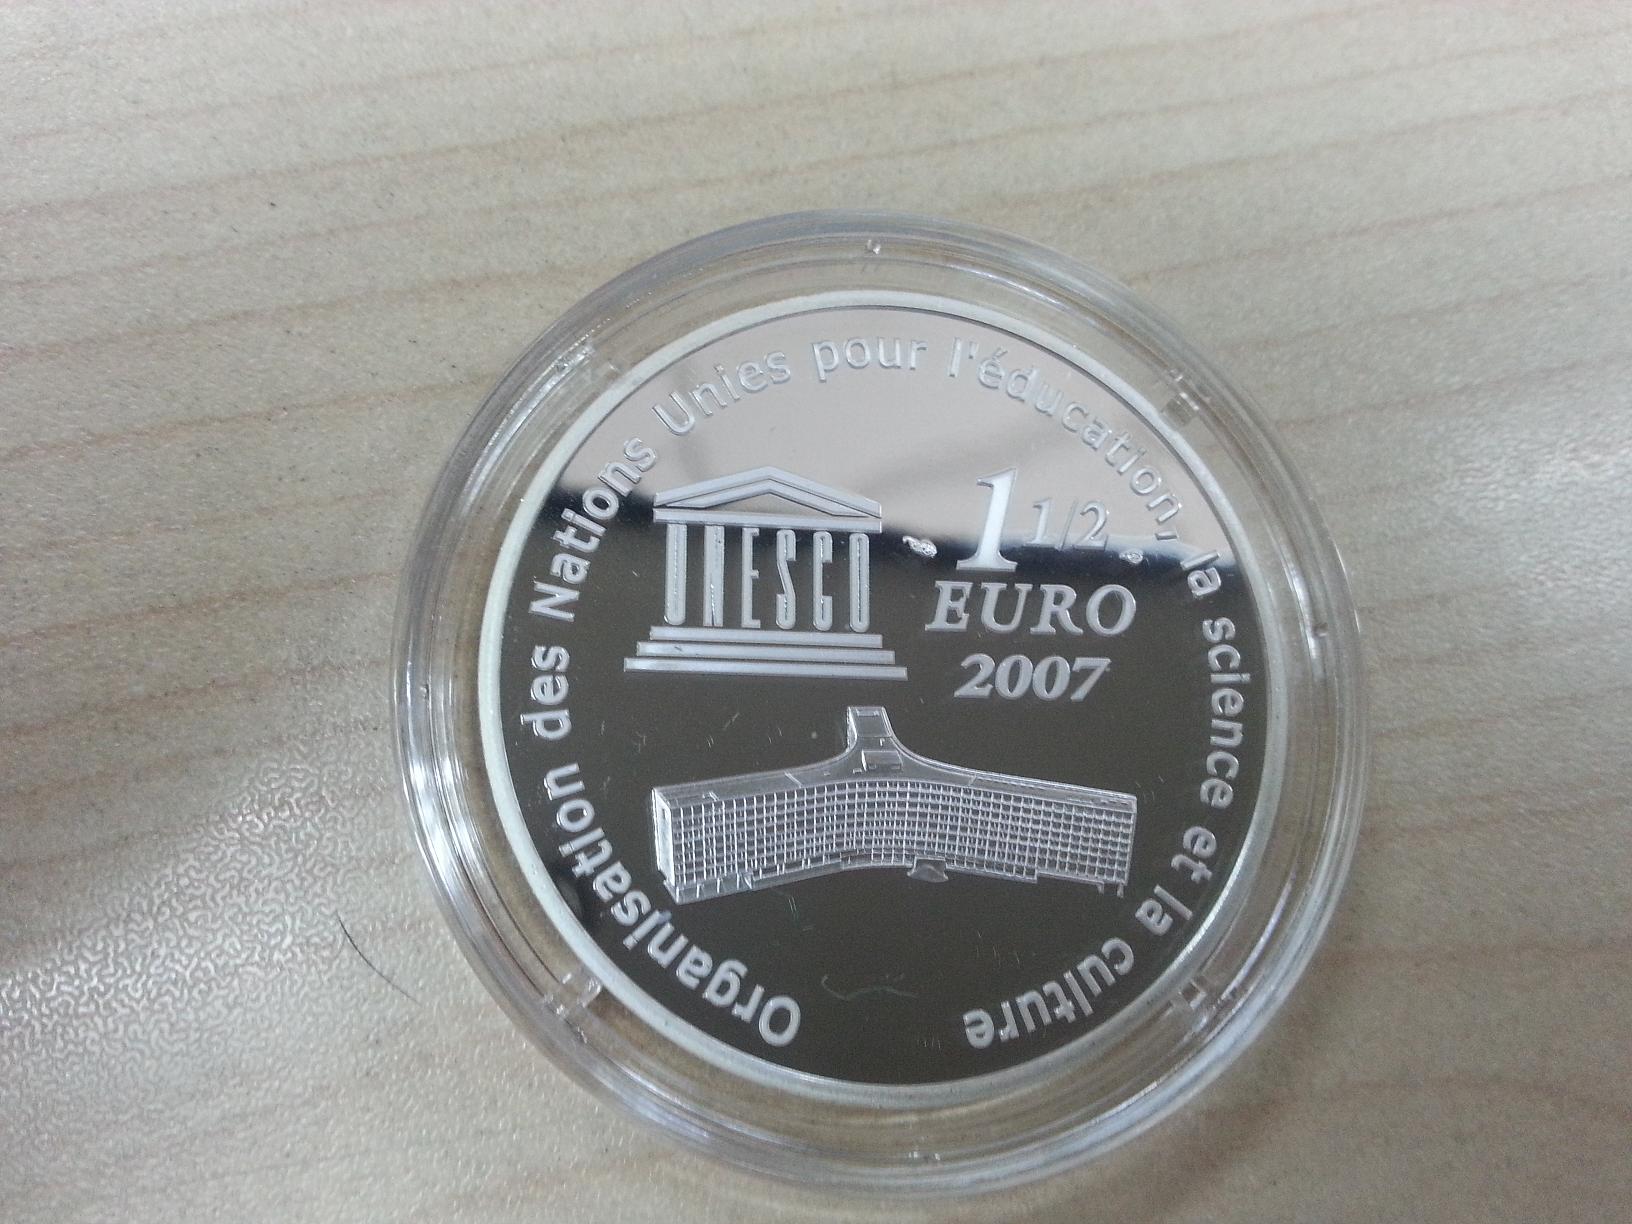 Organisation des Nations Unies pour l'éducation, la science et la culture
UNESCO
1 1/2
EURO
2007